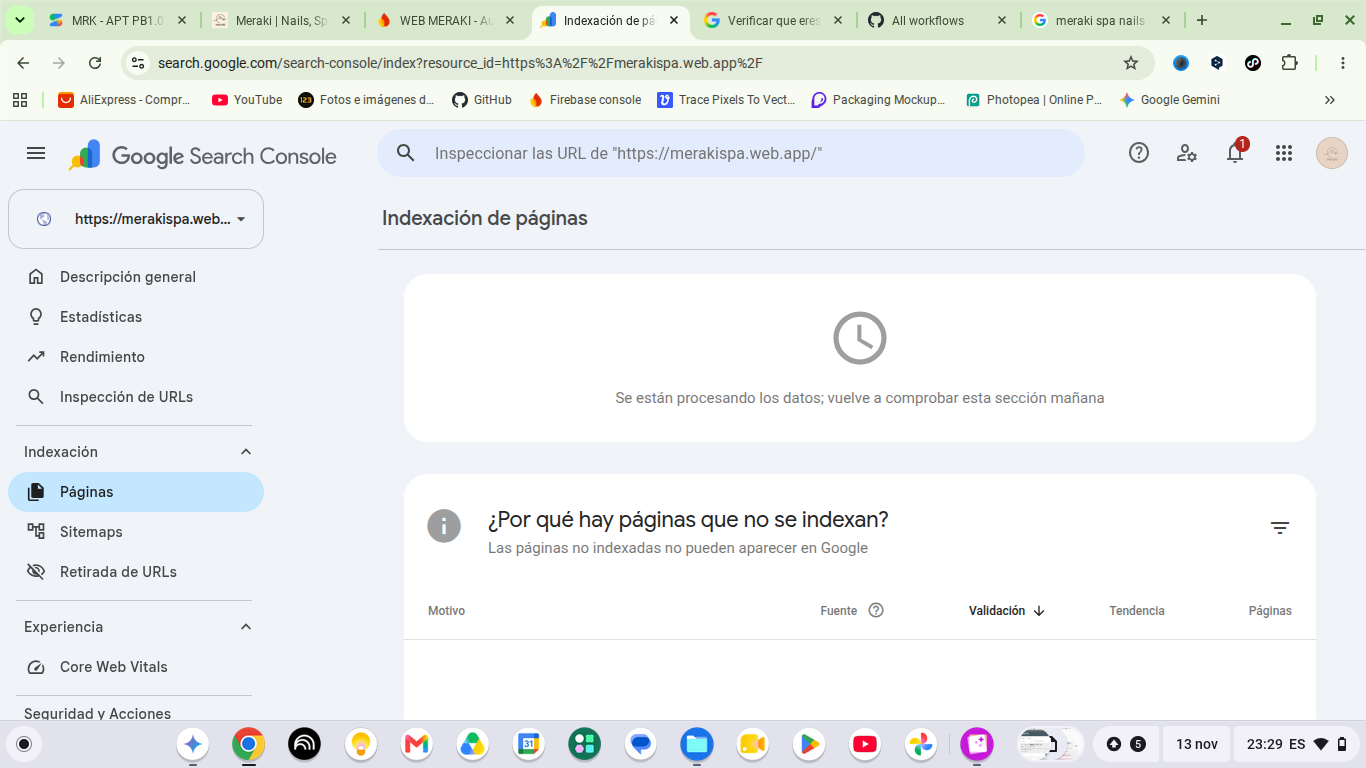 MRK - APT PB1.0
Meraki | Nails, Sp
WEB MERAKI - Au
Indexación de pá
Verificar que eres
All workflows
meraki spa nails
search.google.com/search-console/index?resource_id=https%3A%2F%2Fmerakispa.web.app%2F
AliExpress - Compr...
YouTube
123
Fotos e imágenes d...
GitHub
Firebase console
Trace Pixels To Vect...
Packaging Mockup...
Photopea | Online P...
Google Gemini
Google Search Console
Inspeccionar las URL de "https://merakispa.web.app/"
1
https://merakispa.web...
Indexación de páginas
Descripción general
Estadísticas
Rendimiento
Inspección de URLs
Indexación
Páginas
Sitemaps
Retirada de URLs
Experiencia
Core Web Vitals
Seguridad y Acciones
Se están procesando los datos; vuelve a comprobar esta sección mañana
¿Por qué hay páginas que no se indexan?
Las páginas no indexadas no pueden aparecer en Google
Motivo
Fuente
Validación
Tendencia
Páginas
31
5
13 nov
23:29 ES